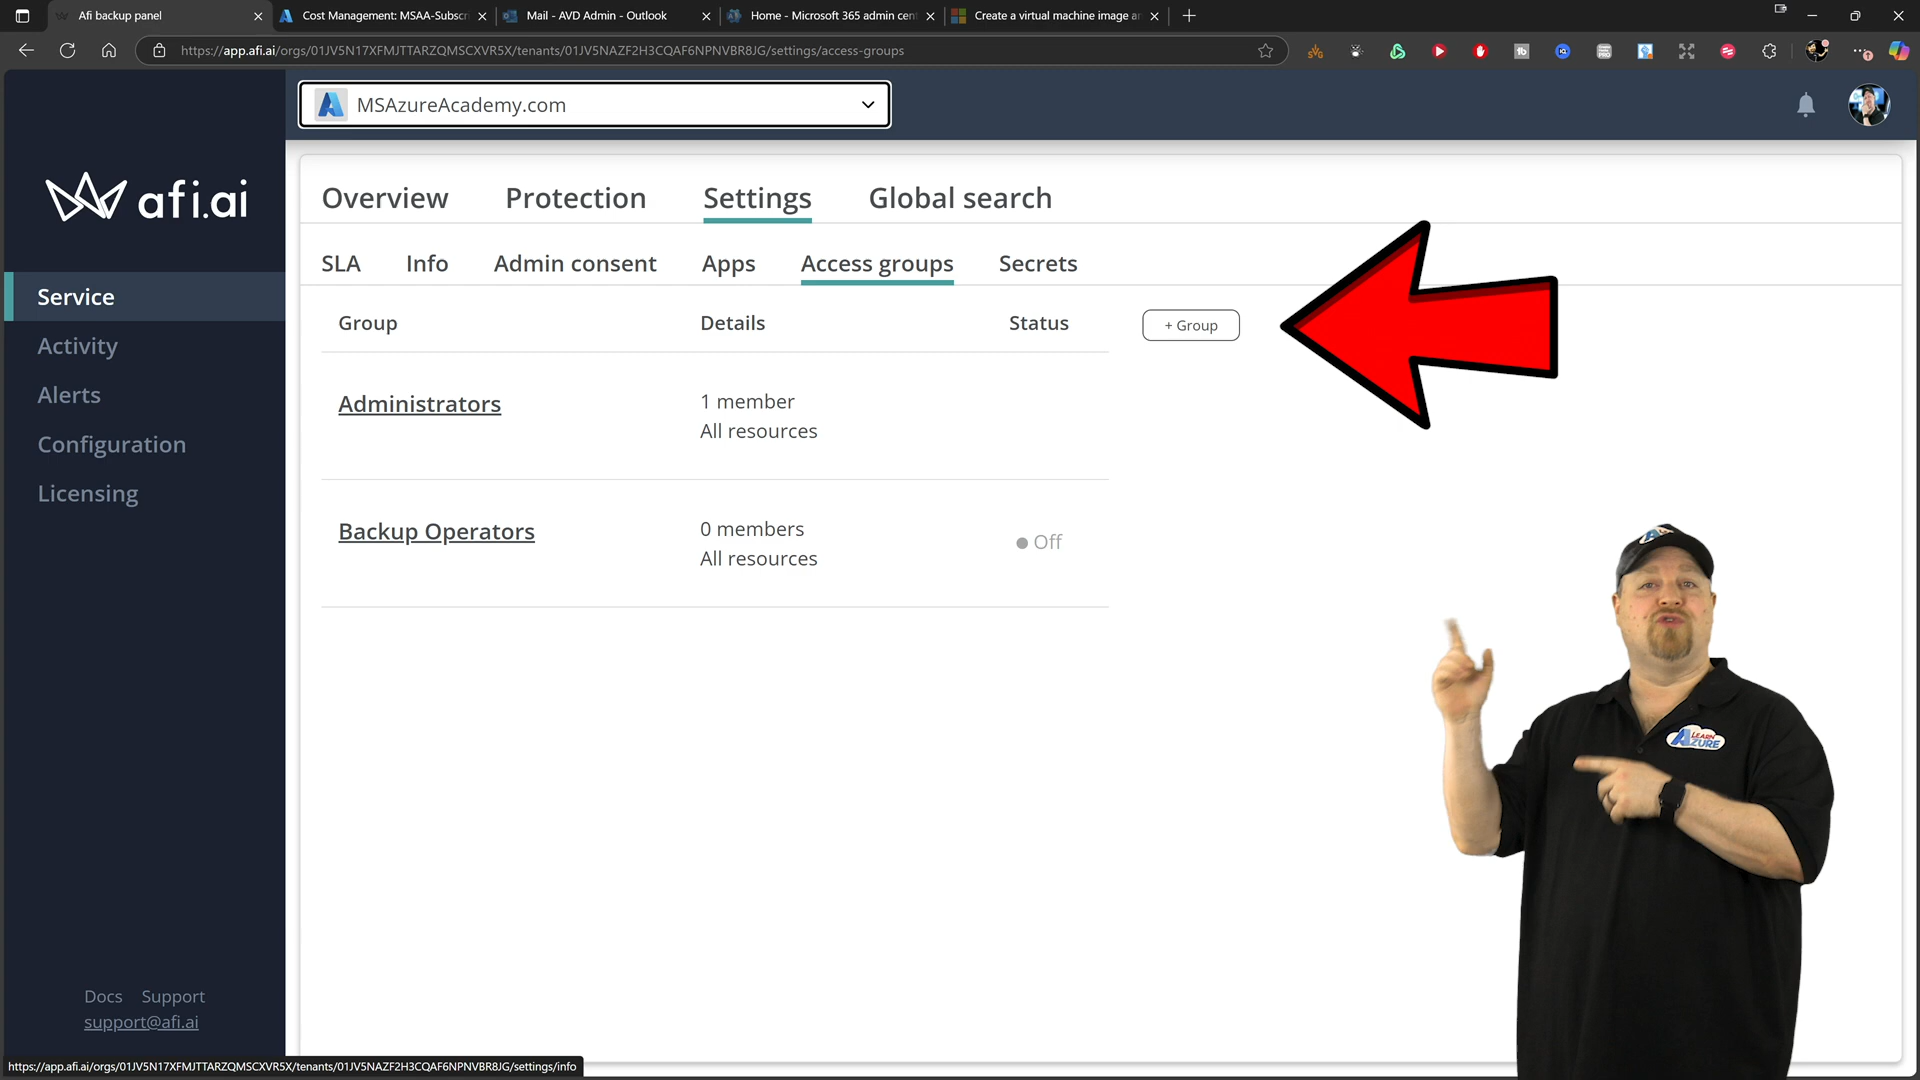 Afi backup panel
Cost Management: MSAA-Subscr
Mail - AVD Admin - Outlook
Home - Microsoft 365 admin cen
Create a virtual machine image a
https://app.afi.ai/orgs/01JV5N17XFMJTTARZQMSCXVR5X/tenants/01JV5NAZF2H3CQAF6NPNVBR8JG/settings/access-groups
MSAzureAcademy.com
afi.ai
Overview
Protection
Settings
Global search
SLA
Info
Admin consent
Apps
Access groups
Secrets
Service
Activity
Alerts
Configuration
Licensing
Group
Details
Status
+ Group
Administrators
1 member
All resources
Backup Operators
0 members
All resources
Off
LEARN
AZURE
Docs
Support
support@afi.ai
https://app.afi.ai/orgs/01JV5N17XFMJTTARZQMSCXVR5X/tenants/01JV5NAZF2H3CQAF6NPNVBR8JG/settings/info